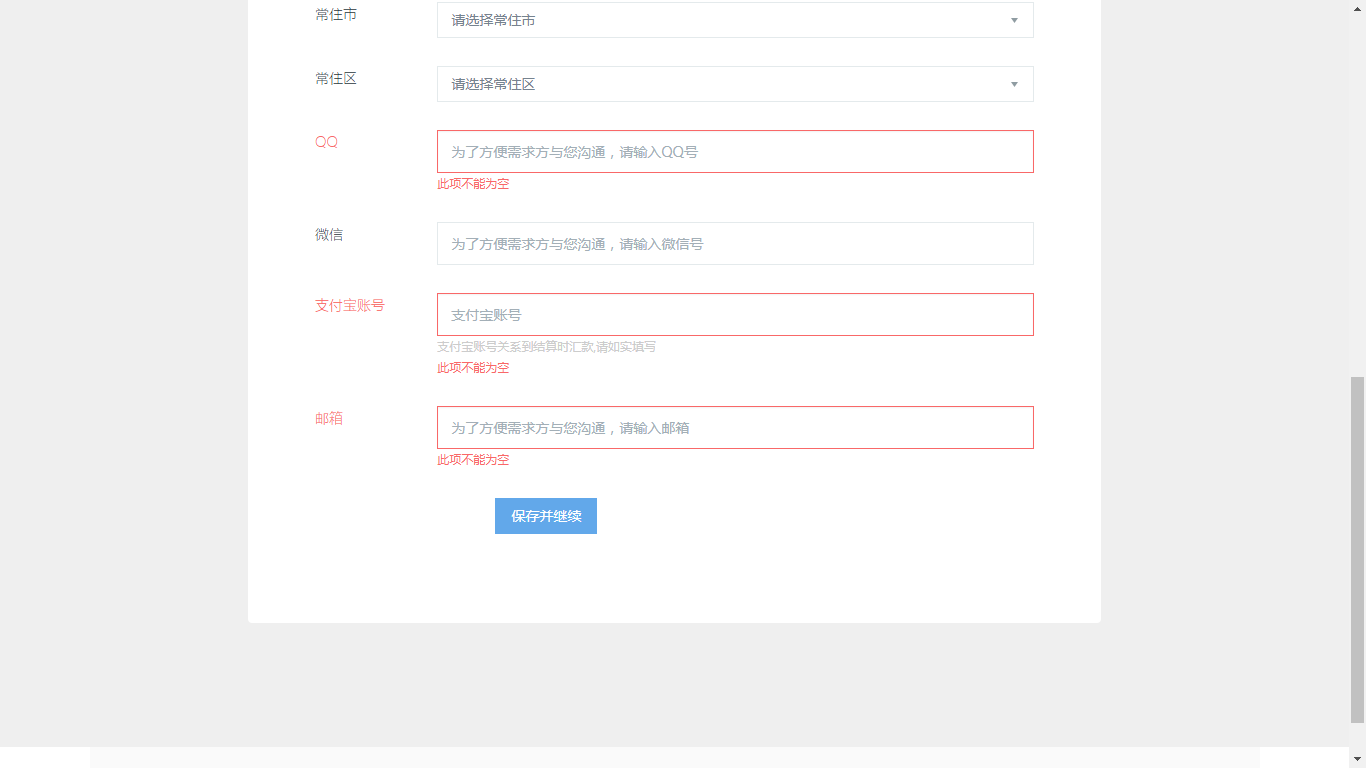 常住市
请选择常住市
常住区
请选择常住区
QQ
为了方便需求方与您沟通，请输入QQ号
此项不能为空
微信
为了方便需求方与您沟通，请输入微信号
支付宝账号
支付宝账号
支付宝账号关系到结算时汇款,请如实填写
此项不能为空
邮箱
为了方便需求方与您沟通，请输入邮箱
此项不能为空
保存并继续